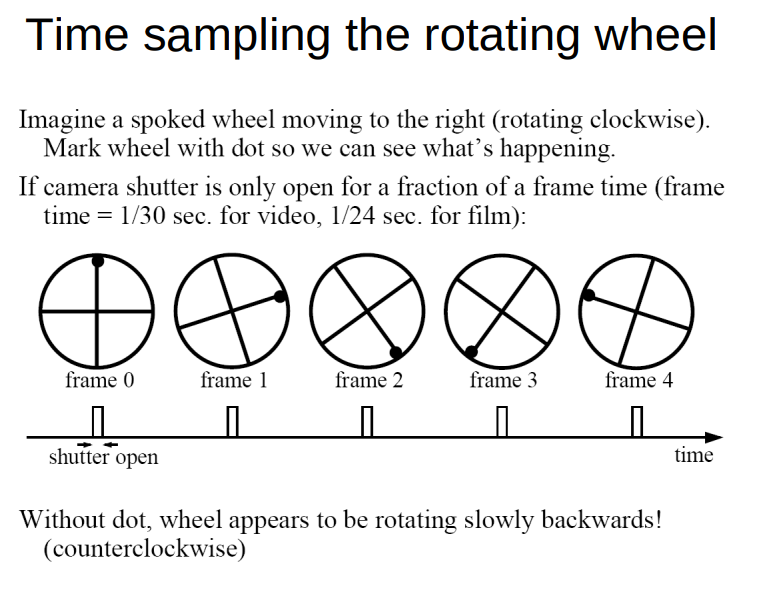 Time sampling the rotating wheel
Imagine a spoked wheel moving to the right (rotating clockwise).
Mark wheel with dot so we can see what's happening.
If camera shutter is only open for a fraction of a frame time (frame
time = 1/30 sec. for video, 1/24 sec. for film):
frame 0 frame 1 frame 2 frame 3 frame 4
shutter open time
Without dot, wheel appears to be rotating slowly backwards!
(counterclockwise)